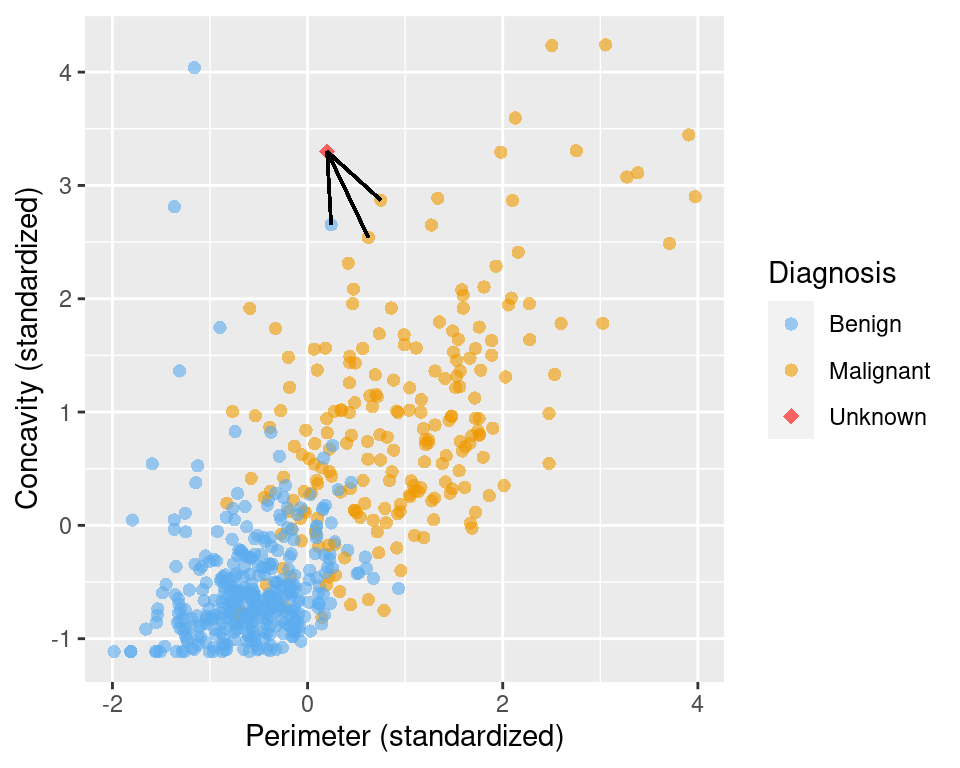 4
3
2
1
0
-1
-2
0
2
4
Perimeter (standardized)
Concavity (standardized)
Diagnosis
Benign
Malignant
Unknown